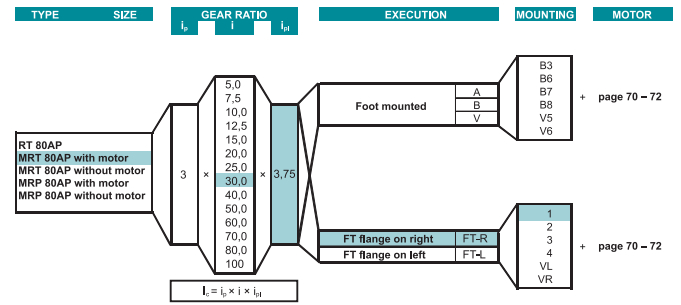 TYPE SIZE GEAR RATIO EXECUTION MOUNTING MOTOR
ip i ipl
RT 80AP
MRT 80AP with motor
MRT 80AP without motor
MRP 80AP with motor
MRP 80AP without motor
3
×
5,0
7,5
10,0
12,5
15,0
20,0
25,0
30,0
40,0
50,0
60,0
70,0
80,0
100
×
3,75
Ic = ip × i × ipl
Foot mounted
A
B
V
B3
B6
B7
B8
V5
V6
+ page 70 – 72
FT flange on right FT-R
FT flange on left FT-L
1
2
3
4
VL
VR
+ page 70 – 72